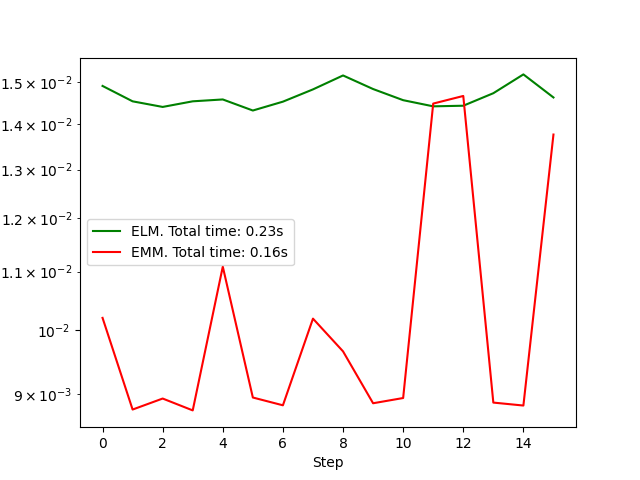 1.5 × 10⁻²
1.4 × 10⁻²
1.3 × 10⁻²
1.2 × 10⁻²
1.1 × 10⁻²
10⁻²
9 × 10⁻³
ELM. Total time: 0.23s
EMM. Total time: 0.16s
0 2 4 6 8 10 12 14
Step